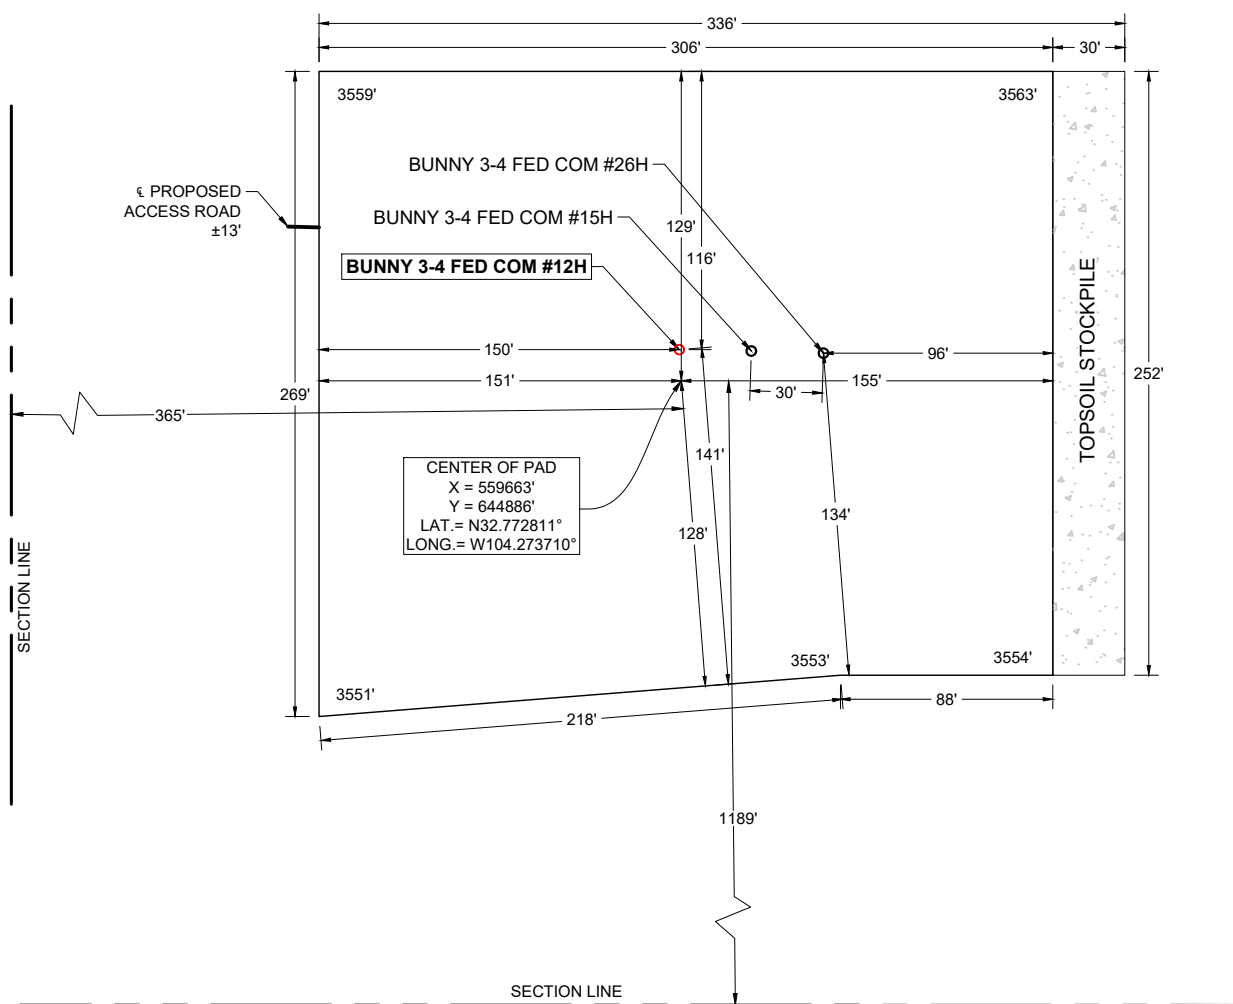 336'
306'
30'
3559'
3563'
BUNNY 3-4 FED COM #26H
℄ PROPOSED
ACCESS ROAD
±13'
BUNNY 3-4 FED COM #15H
129'
116'
BUNNY 3-4 FED COM #12H
TOPSOIL STOCKPILE
150'
96'
151'
155'
252'
269'
30'
365'
141'
CENTER OF PAD
X = 559663'
Y = 644886'
LAT.= N32.772811°
LONG.= W104.273710°
134'
128'
SECTION LINE
3553'
3554'
3551'
88'
218'
1189'
SECTION LINE